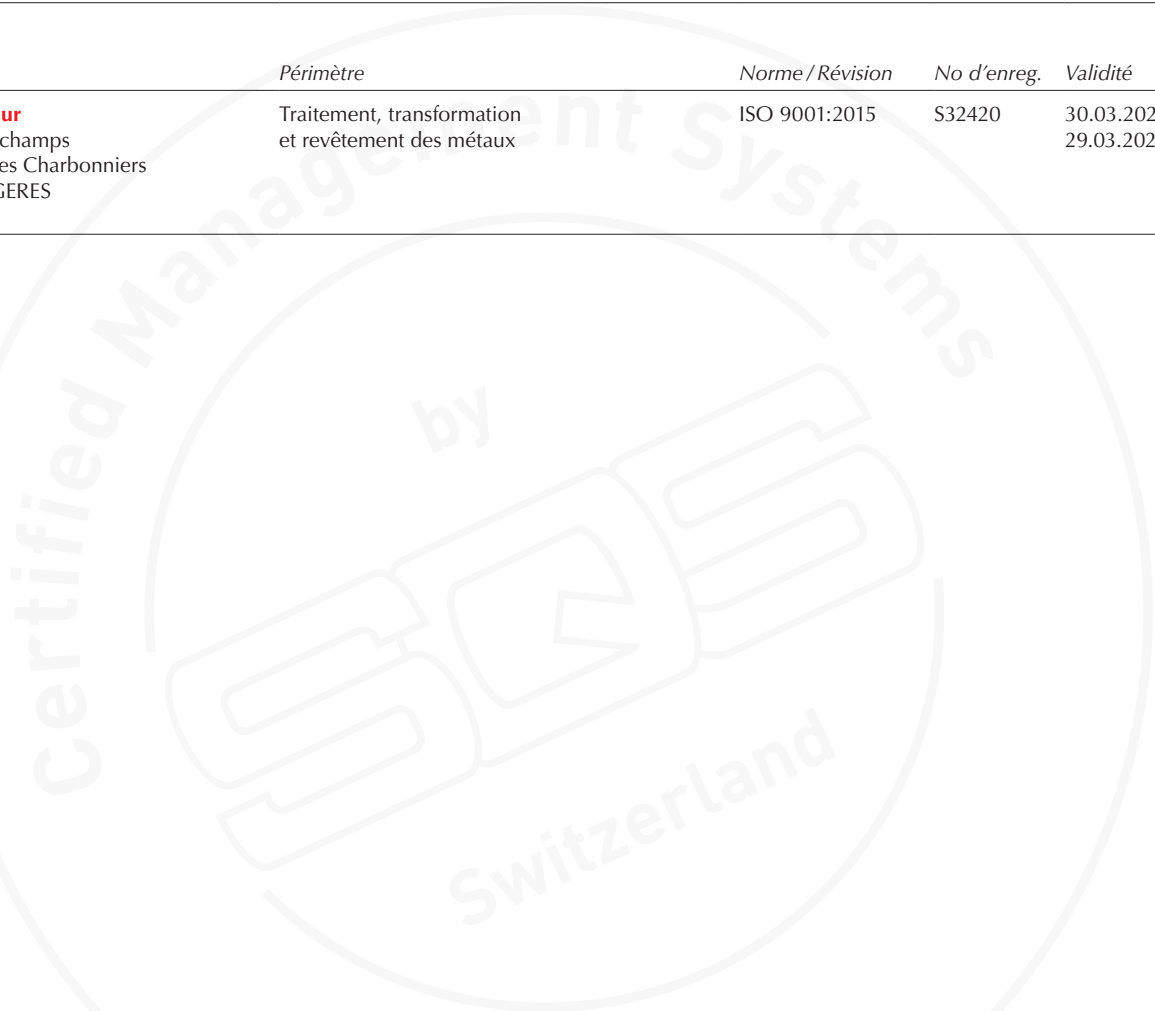 Périmètre Norme / Révision No d'enreg. Validité
ur Traitement, transformation ISO 9001:2015 S32420 30.03.202
champs et revêtement des métaux 29.03.202
es Charbonniers
GERES
Certified Management Systems
by
SQS
Switzerland